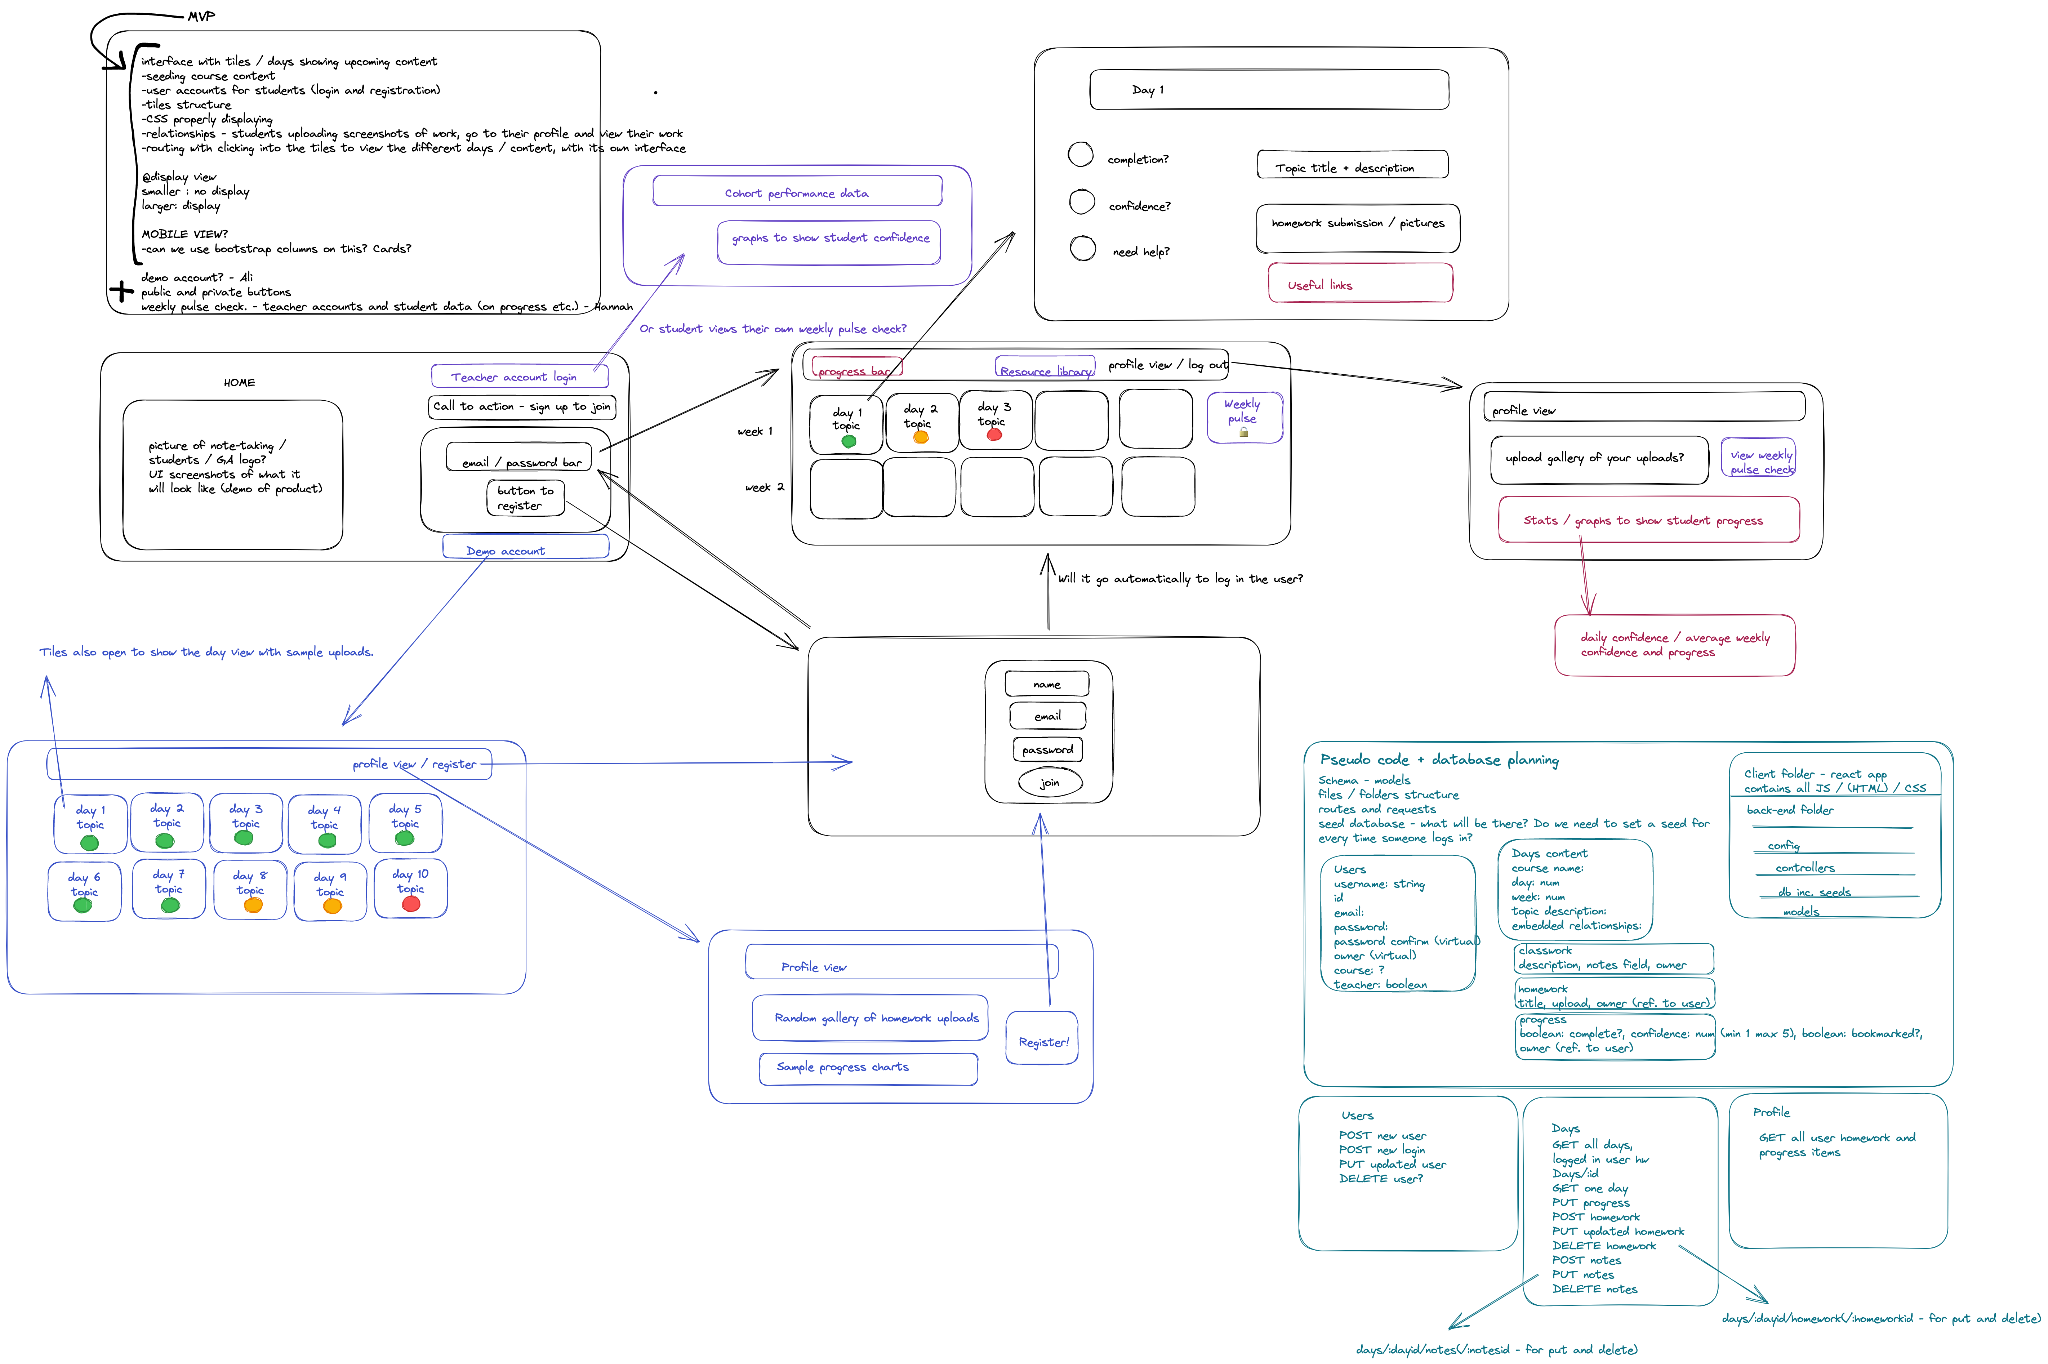 MVP
interface with tiles / days showing upcoming content
-seeding course content
-user accounts for students (login and registration)
-tiles structure
-CSS properly displaying
-relationships - students uploading screenshots of work, go to their profile and view their work
-routing with clicking into the tiles to view the different days / content, with its own interface
@display view
smaller : no display
larger: display
MOBILE VIEW?
-can we use bootstrap columns on this? Cards?
demo account? - Ali
public and private buttons
weekly pulse check. - teacher accounts and student data (on progress etc.) - Hannah
Cohort performance data
graphs to show student confidence
Or student views their own weekly pulse check?
Day 1
completion?
confidence?
need help?
Topic title + description
homework submission / pictures
Useful links
HOME
picture of note-taking /
students / GA logo?
UI screenshots of what it
will look like (demo of product)
Teacher account login
Call to action - sign up to join
email / password bar
button to
register
Demo account
progress bar
Resource library
profile view / log out
week 1
day 1
topic
day 2
topic
day 3
topic
Weekly
pulse
week 2
profile view
upload gallery of your uploads?
view weekly
pulse check
Stats / graphs to show student progress
daily confidence / average weekly
confidence and progress
Will it go automatically to log in the user?
name
email
password
join
Tiles also open to show the day view with sample uploads.
profile view / register
day 1
topic
day 2
topic
day 3
topic
day 4
topic
day 5
topic
day 6
topic
day 7
topic
day 8
topic
day 9
topic
day 10
topic
Profile view
Random gallery of homework uploads
Sample progress charts
Register!
Pseudo code + database planning
Schema - models
files / folders structure
routes and requests
seed database - what will be there? Do we need to set a seed for
every time someone logs in?
Users
username: string
id
email:
password:
password confirm (virtual)
owner (virtual)
course: ?
teacher: boolean
Days content
course name:
day: num
week: num
topic description:
embedded relationships:
classwork
description, notes field, owner
homework
title, upload, owner (ref. to user)
progress
boolean: complete?, confidence: num (min 1 max 5), boolean: bookmarked?,
owner (ref. to user)
Client folder - react app
contains all JS / (HTML) / CSS
back-end folder
config
controllers
db inc. seeds
models
Users
POST new user
POST new login
PUT updated user
DELETE user?
Days
GET all days,
logged in user hw
Days/:id
GET one day
PUT progress
POST homework
PUT updated homework
DELETE homework
POST notes
PUT notes
DELETE notes
Profile
GET all user homework and
progress items
days/:dayid/homework(/:homeworkid - for put and delete)
days/:dayid/notes(/:notesid - for put and delete)